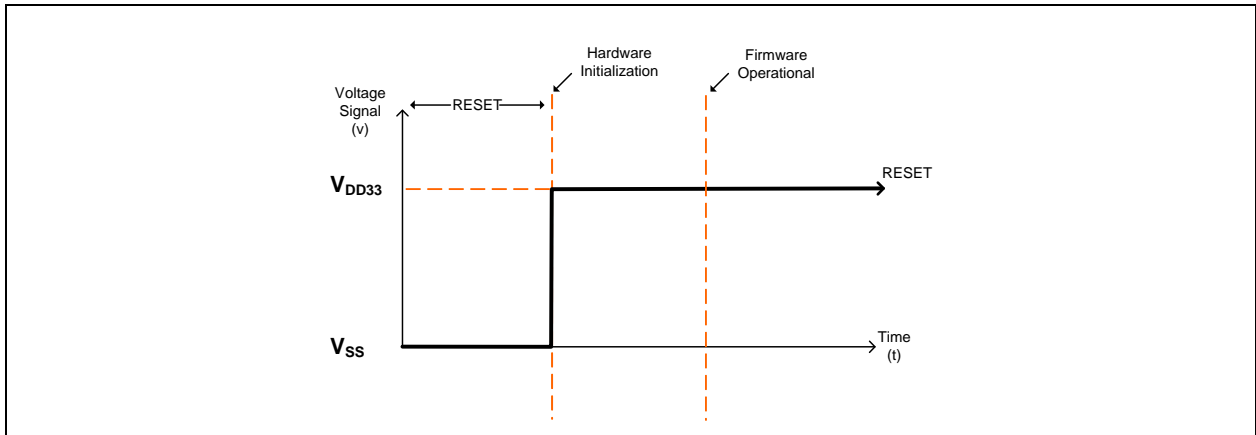 Hardware
Initialization
Firmware
Operational
Voltage
Signal
(v)
RESET
VDD33
RESET
VSS
Time
(t)